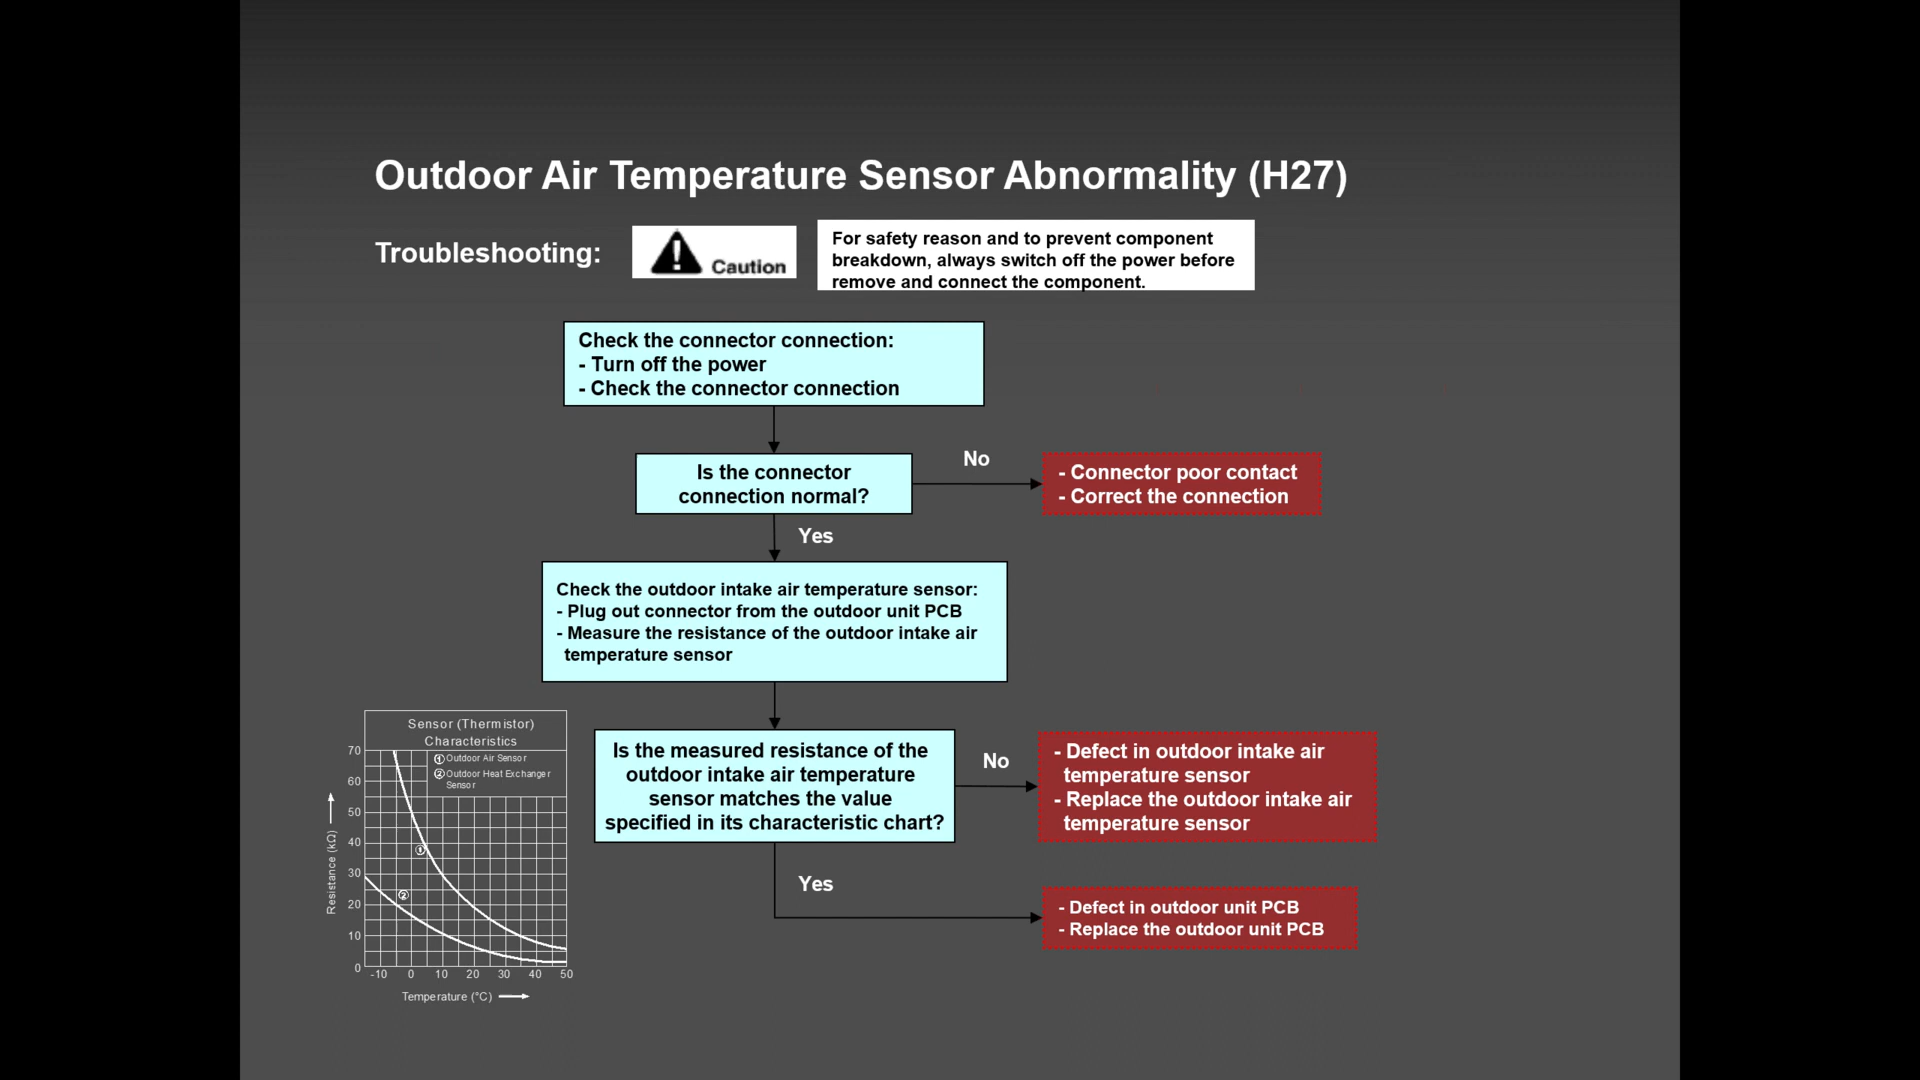 Outdoor Air Temperature Sensor Abnormality (H27)
Troubleshooting:
Caution
For safety reason and to prevent component
breakdown, always switch off the power before
remove and connect the component.
Check the connector connection:
- Turn off the power
- Check the connector connection
Is the connector
connection normal?
No
- Connector poor contact
- Correct the connection
Yes
Check the outdoor intake air temperature sensor:
- Plug out connector from the outdoor unit PCB
- Measure the resistance of the outdoor intake air
temperature sensor
Is the measured resistance of the
outdoor intake air temperature
sensor matches the value
specified in its characteristic chart?
No
- Defect in outdoor intake air
temperature sensor
- Replace the outdoor intake air
temperature sensor
Yes
- Defect in outdoor unit PCB
- Replace the outdoor unit PCB
Sensor (Thermistor)
Characteristics
① Outdoor Air Sensor
② Outdoor Heat Exchanger
Sensor
70
60
50
40
30
20
10
0
Resistance (kΩ)
①
②
-10 0 10 20 30 40 50
Temperature (°C)